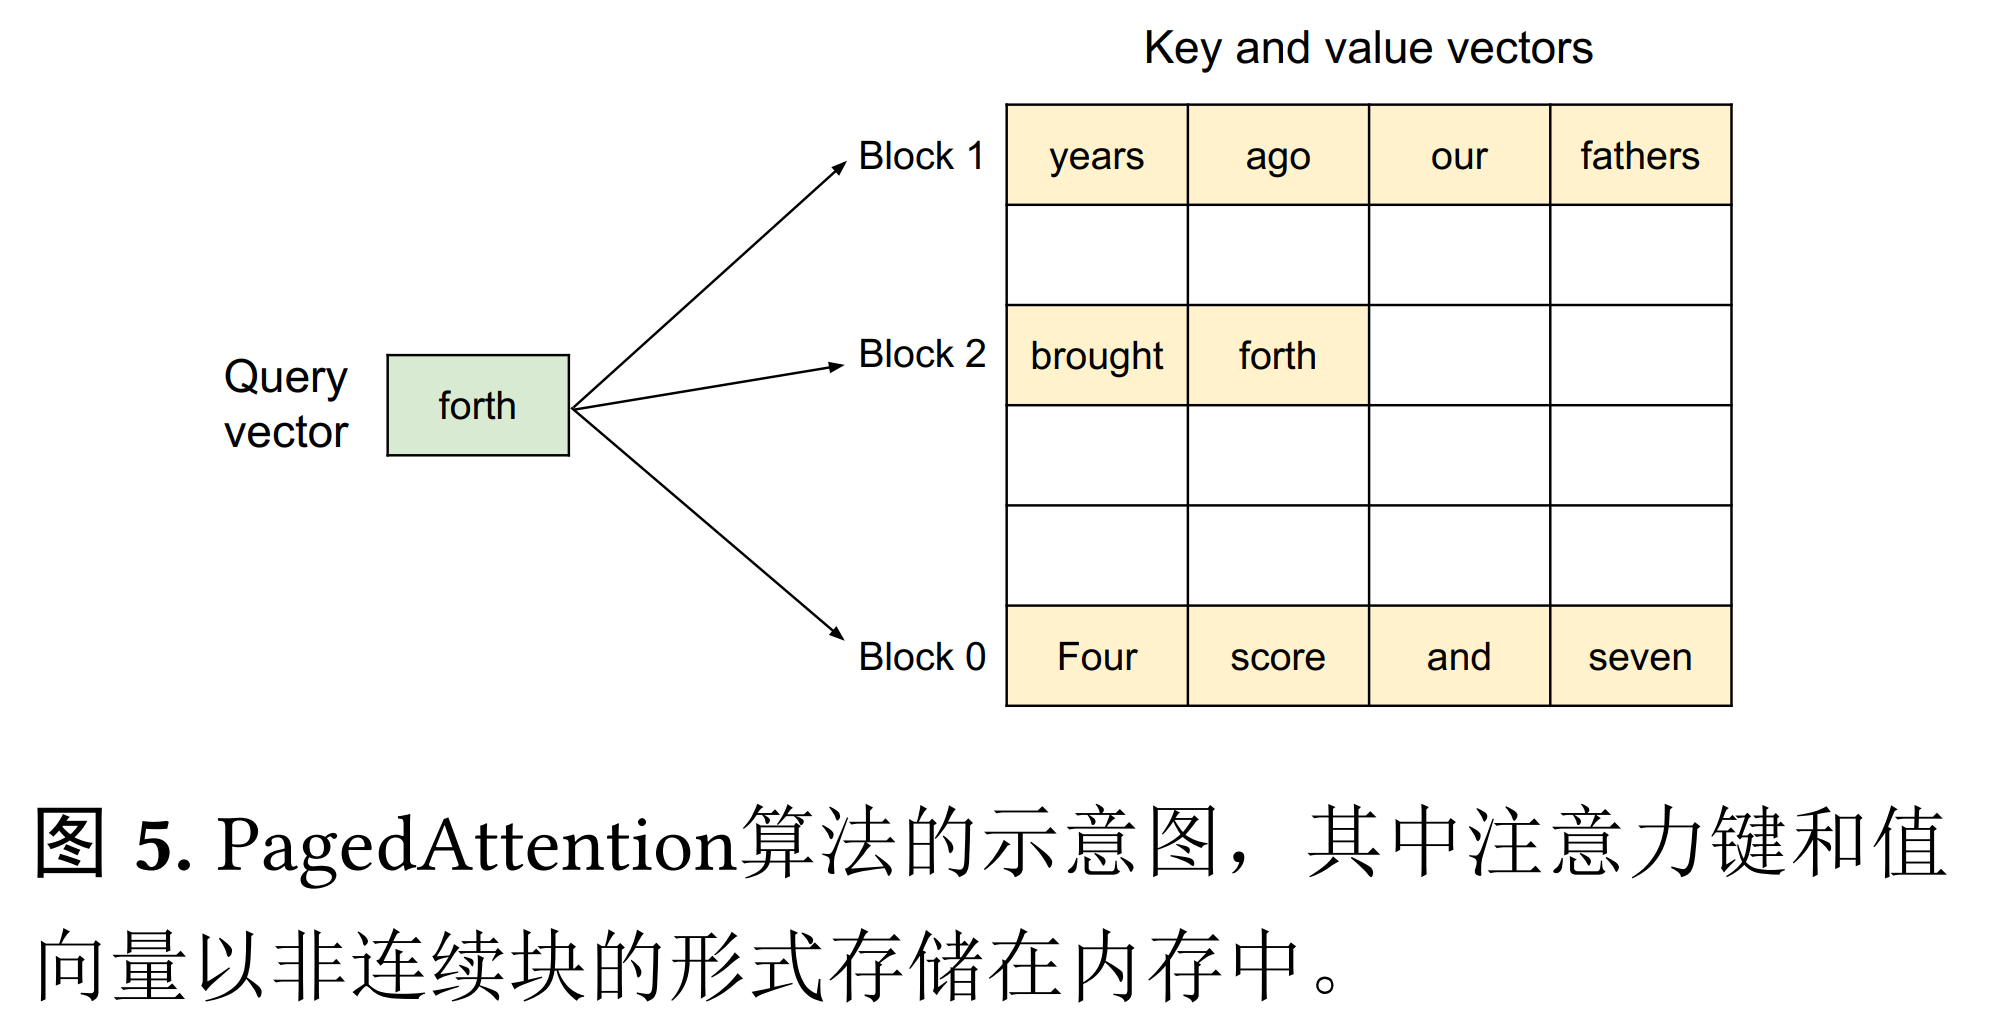 Key and value vectors
Block 1 years ago our fathers
Query
vector
forth
Block 2 brought forth
Block 0 Four score and seven
图 5. PagedAttention算法的示意图，其中注意力键和值
向量以非连续块的形式存储在内存中。